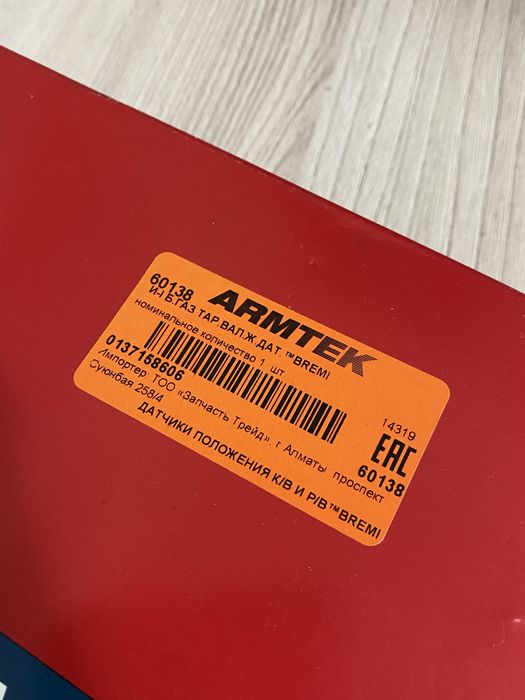 60138 ARMTEK
И-І Б.ГАЗ ТАР.ВАЛ.Ж.ДАТ. ™BREMI
номинальное количество 1 шт
0137158606
14319
EAC
Импортер: ТОО «Запчасть Трейд». г Алматы проспект
Суюнбая 258/4
60138
ДАТЧИКИ ПОЛОЖЕНИЯ К/В И Р/В ™BREMI